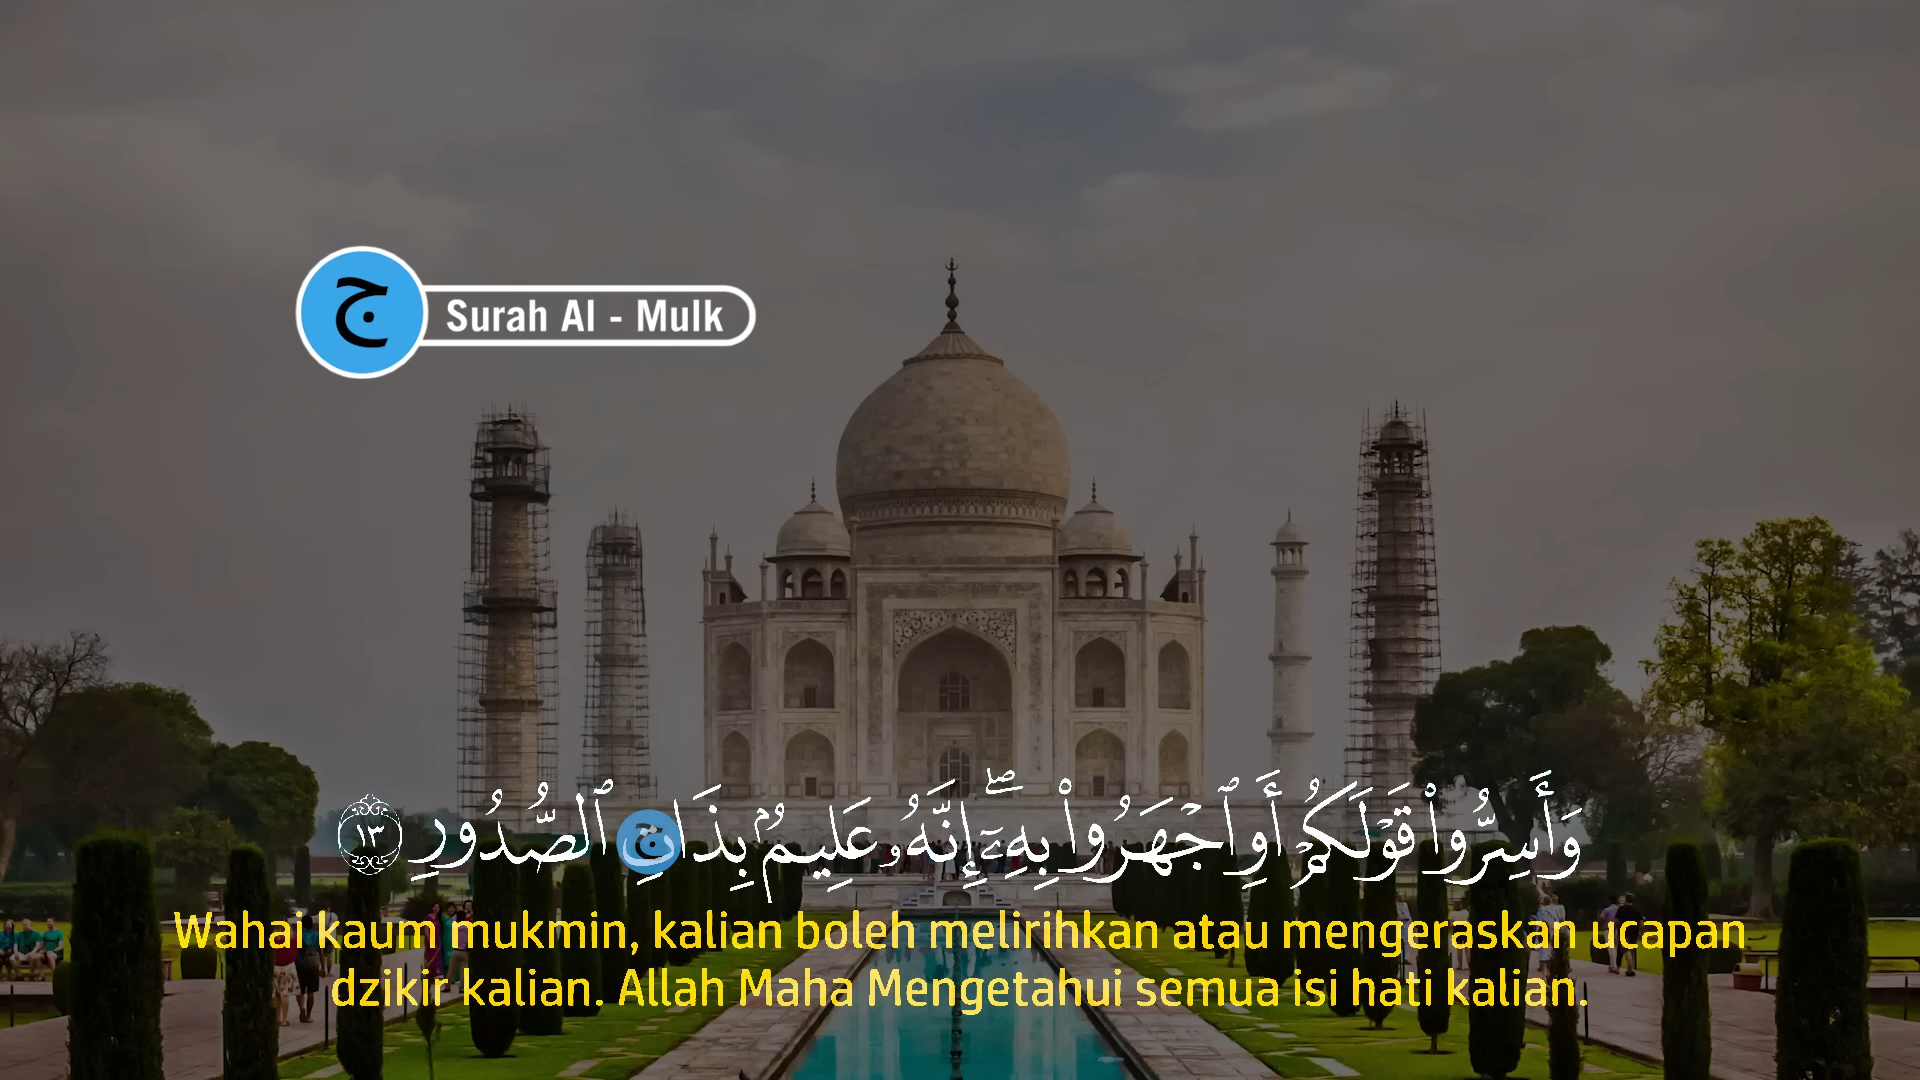 ج
Surah Al - Mulk
وَأَسِرُّوا۟ قَوْلَكُمْ أَوِ ٱجْهَرُوا۟ بِهِۦٓ ۖ إِنَّهُۥ عَلِيمٌۢ بِذَاتِ ٱلصُّدُورِ ١٣
ج
Wahai kaum mukmin, kalian boleh melirihkan atau mengeraskan ucapan
dzikir kalian. Allah Maha Mengetahui semua isi hati kalian.